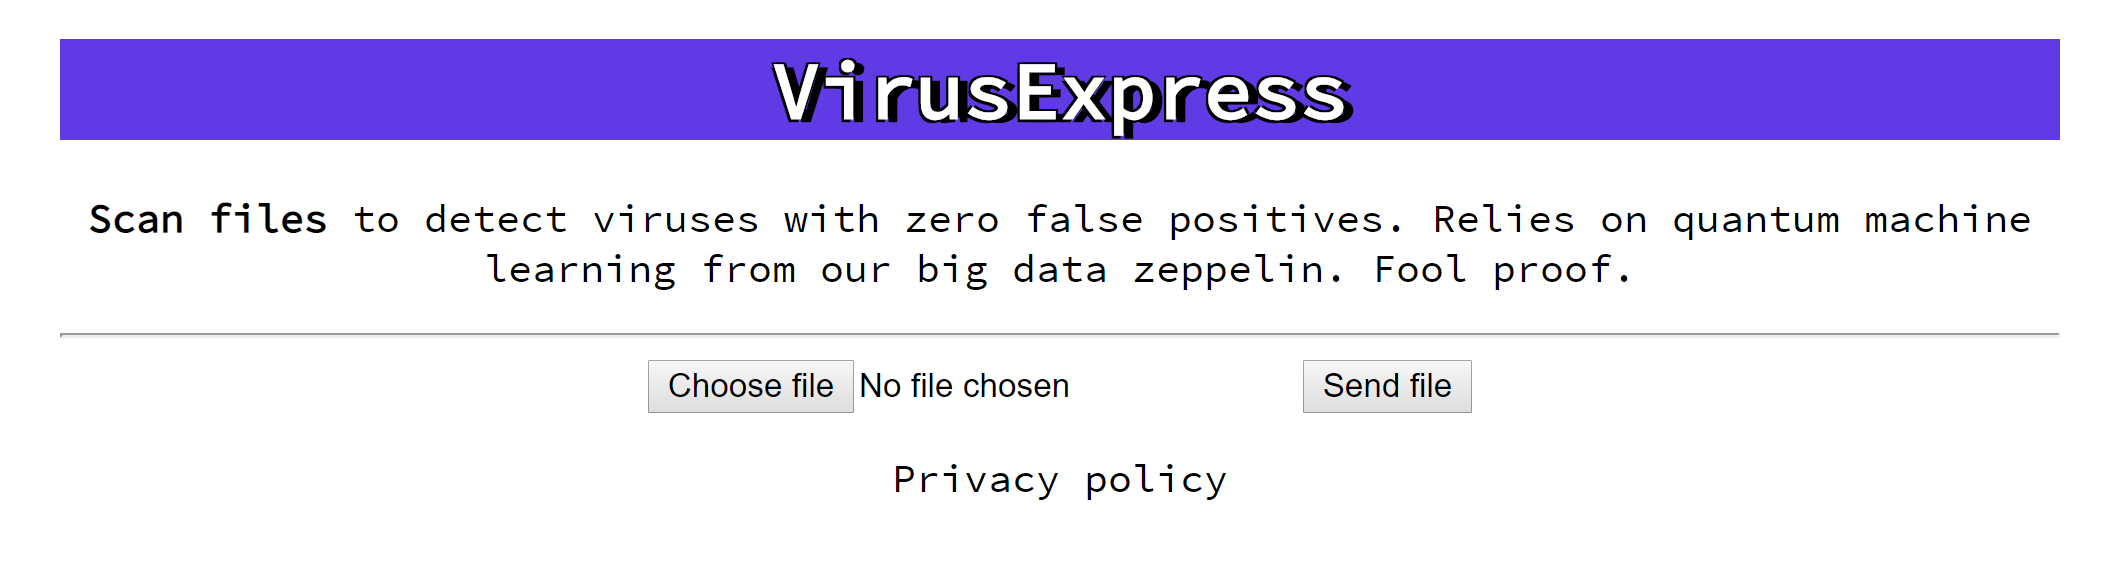 VirusExpress
Scan files to detect viruses with zero false positives. Relies on quantum machine
learning from our big data zeppelin. Fool proof.
Choose file No file chosen Send file
Privacy policy